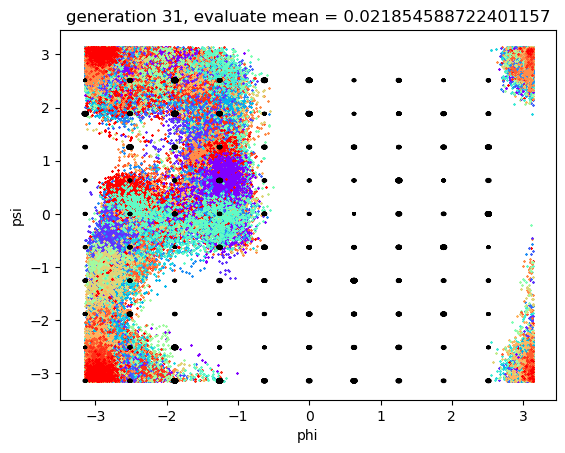 generation 31, evaluate mean = 0.021854588722401157
psi
3
2
1
0
−1
−2
−3
−3 −2 −1 0 1 2 3
phi